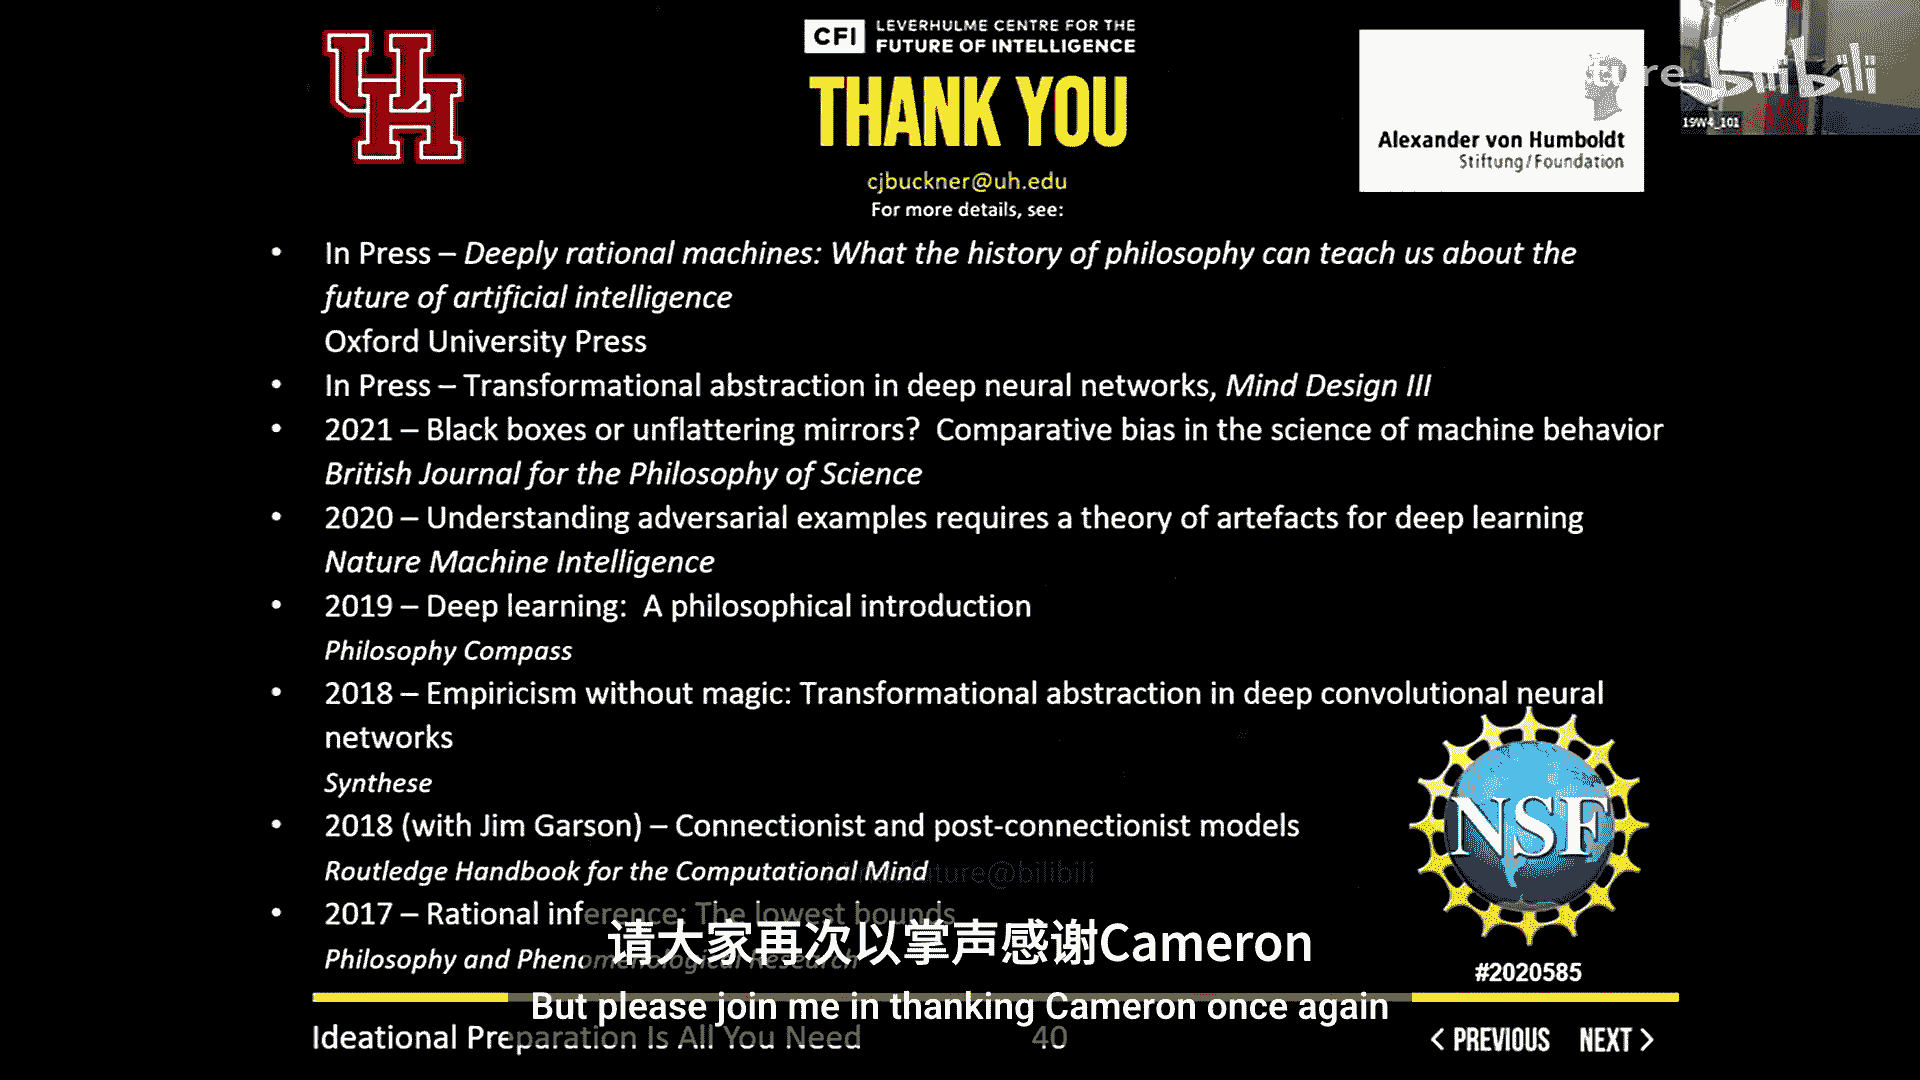 UH
CFI LEVERHULME CENTRE FOR THE
FUTURE OF INTELLIGENCE
THANK YOU
cjbuckner@uh.edu
For more details, see:
Alexander von Humboldt
Stiftung/Foundation
bilibili
19W4_101
• In Press – Deeply rational machines: What the history of philosophy can teach us about the
future of artificial intelligence
Oxford University Press
• In Press – Transformational abstraction in deep neural networks, Mind Design III
• 2021 – Black boxes or unflattering mirrors? Comparative bias in the science of machine behavior
British Journal for the Philosophy of Science
• 2020 – Understanding adversarial examples requires a theory of artefacts for deep learning
Nature Machine Intelligence
• 2019 – Deep learning: A philosophical introduction
Philosophy Compass
• 2018 – Empiricism without magic: Transformational abstraction in deep convolutional neural
networks
Synthese
• 2018 (with Jim Garson) – Connectionist and post-connectionist models
Routledge Handbook for the Computational Mind
• 2017 – Rational inference: The lowest bounds
Philosophy and Phenomenological Research
NSF
#2020585
请大家再次以掌声感谢Cameron
But please join me in thanking Cameron once again
Ideational Preparation Is All You Need
40
< PREVIOUS NEXT >